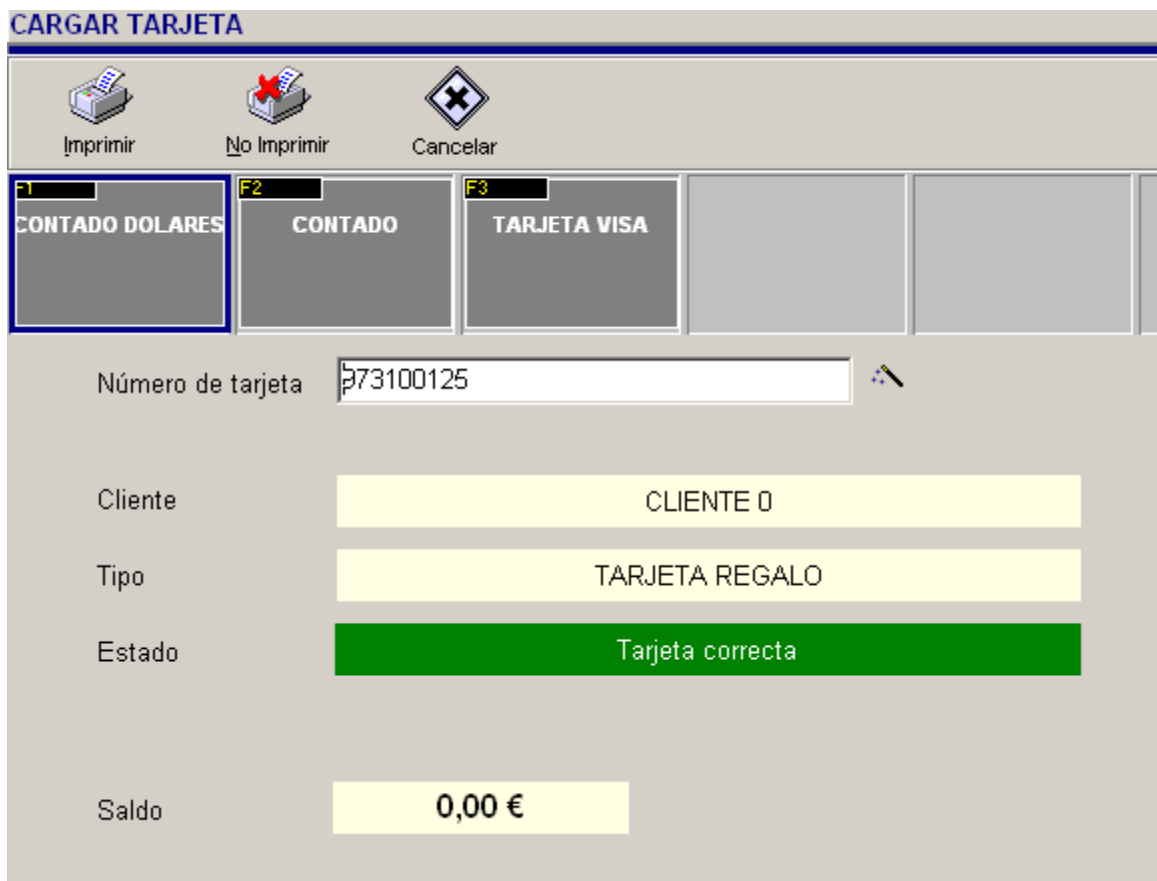 CARGAR TARJETA
Imprimir No Imprimir Cancelar
F1 F2 F3
CONTADO DOLARES CONTADO TARJETA VISA
Número de tarjeta 973100125
Cliente CLIENTE 0
Tipo TARJETA REGALO
Estado Tarjeta correcta
Saldo 0,00 €